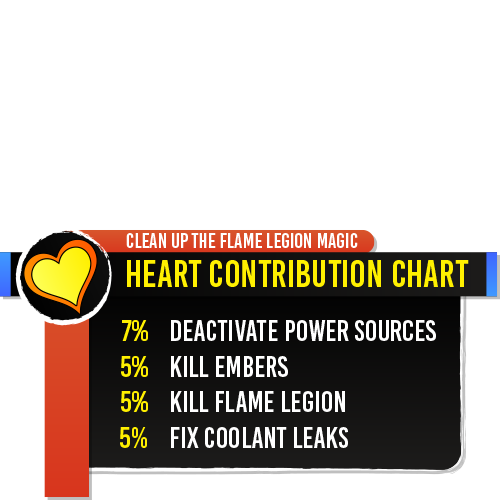 CLEAN UP THE FLAME LEGION MAGIC
HEART CONTRIBUTION CHART
7% DEACTIVATE POWER SOURCES
5% KILL EMBERS
5% KILL FLAME LEGION
5% FIX COOLANT LEAKS